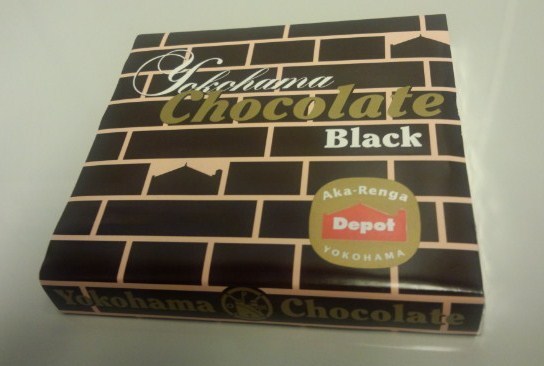 Yokohama
Chocolate
Black
Aka-Renga
Depot
YOKOHAMA
Yokohama Chocolate